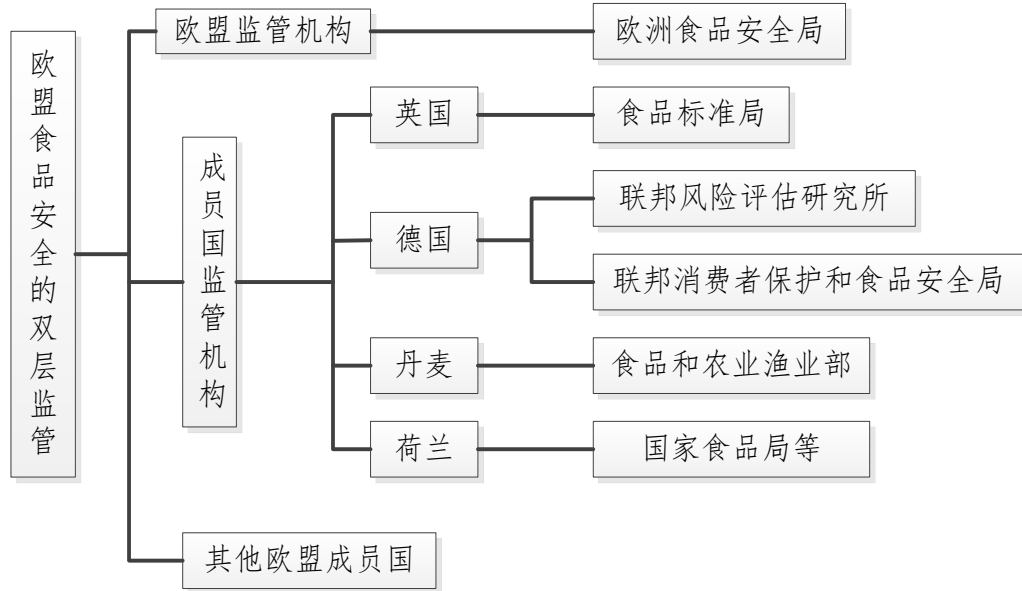 欧盟食品安全的双层监管
欧盟监管机构
欧洲食品安全局
成员国监管机构
英国
食品标准局
德国
联邦风险评估研究所
联邦消费者保护和食品安全局
丹麦
食品和农业渔业部
荷兰
国家食品局等
其他欧盟成员国